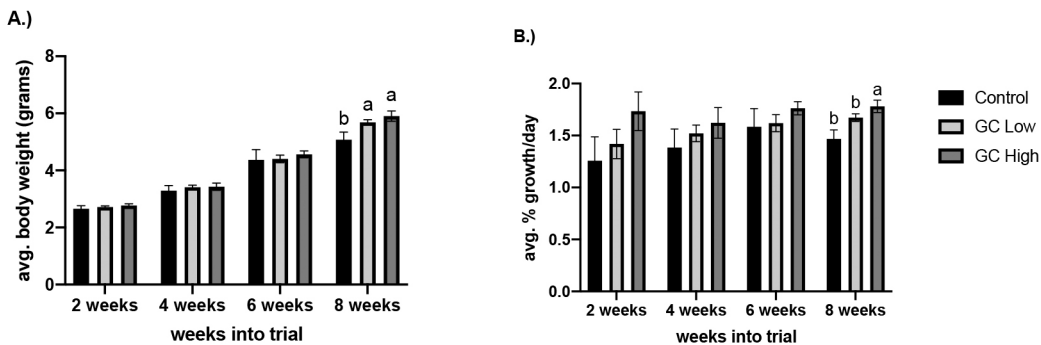 A.)
avg. body weight (grams)
8
6
4
2
0
b
a
a
2 weeks
4 weeks
6 weeks
8 weeks
weeks into trial
B.)
avg. % growth/day
2.0
1.5
1.0
0.5
0.0
b
b
a
2 weeks
4 weeks
6 weeks
8 weeks
weeks into trial
Control
GC Low
GC High